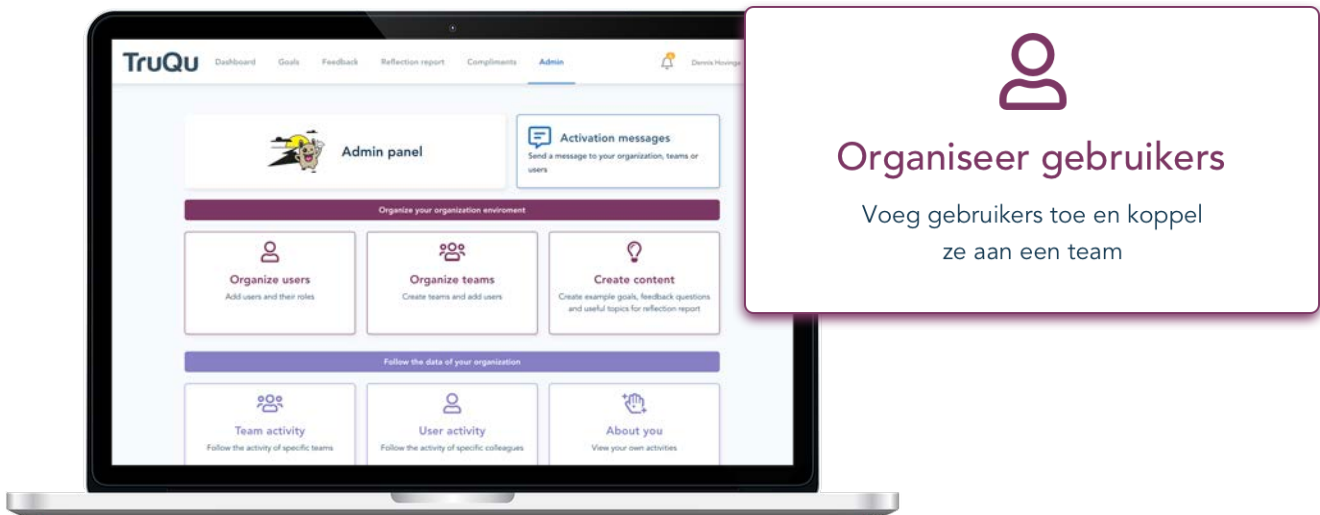 TruQu
Dashboard
Goals
Feedback
Reflection report
Compliments
Admin
Dennis Hovinge
Admin panel
Activation messages
Send a message to your organization, teams or
users
Organize your organization enviroment
Organize users
Add users and their roles
Organize teams
Create teams and add users
Create content
Create example goals, feedback questions
and useful topics for reflection report
Follow the data of your organization
Team activity
Follow the activity of specific teams
User activity
Follow the activity of specific colleagues
About you
View your own activities
Organiseer gebruikers
Voeg gebruikers toe en koppel
ze aan een team